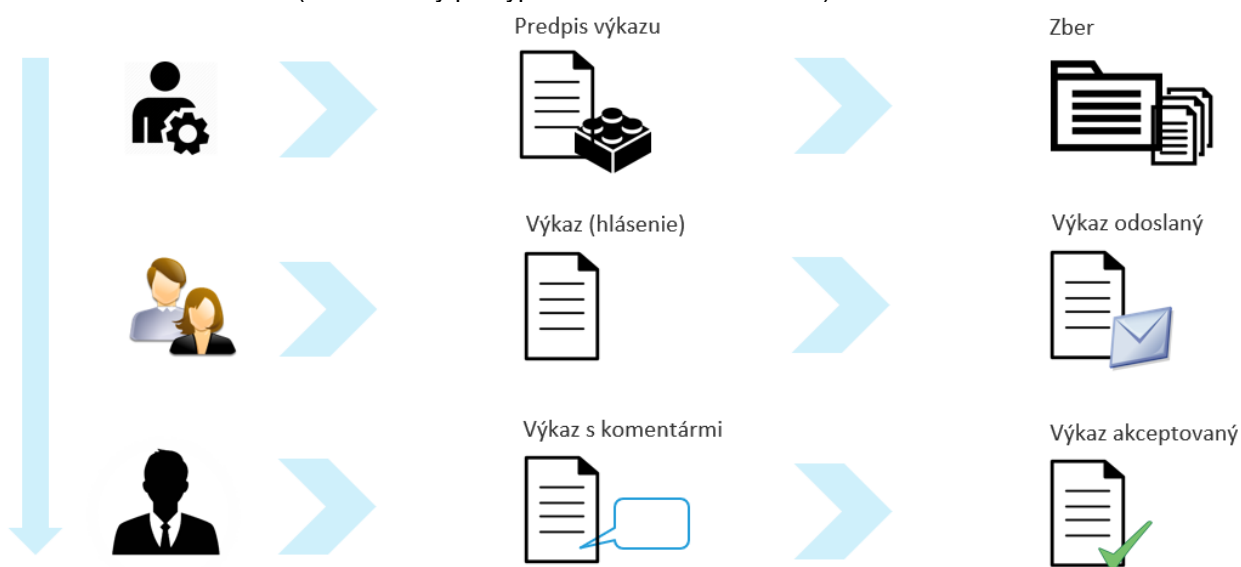 Predpis výkazu
Zber
Výkaz (hlásenie)
Výkaz odoslaný
Výkaz s komentármi
Výkaz akceptovaný